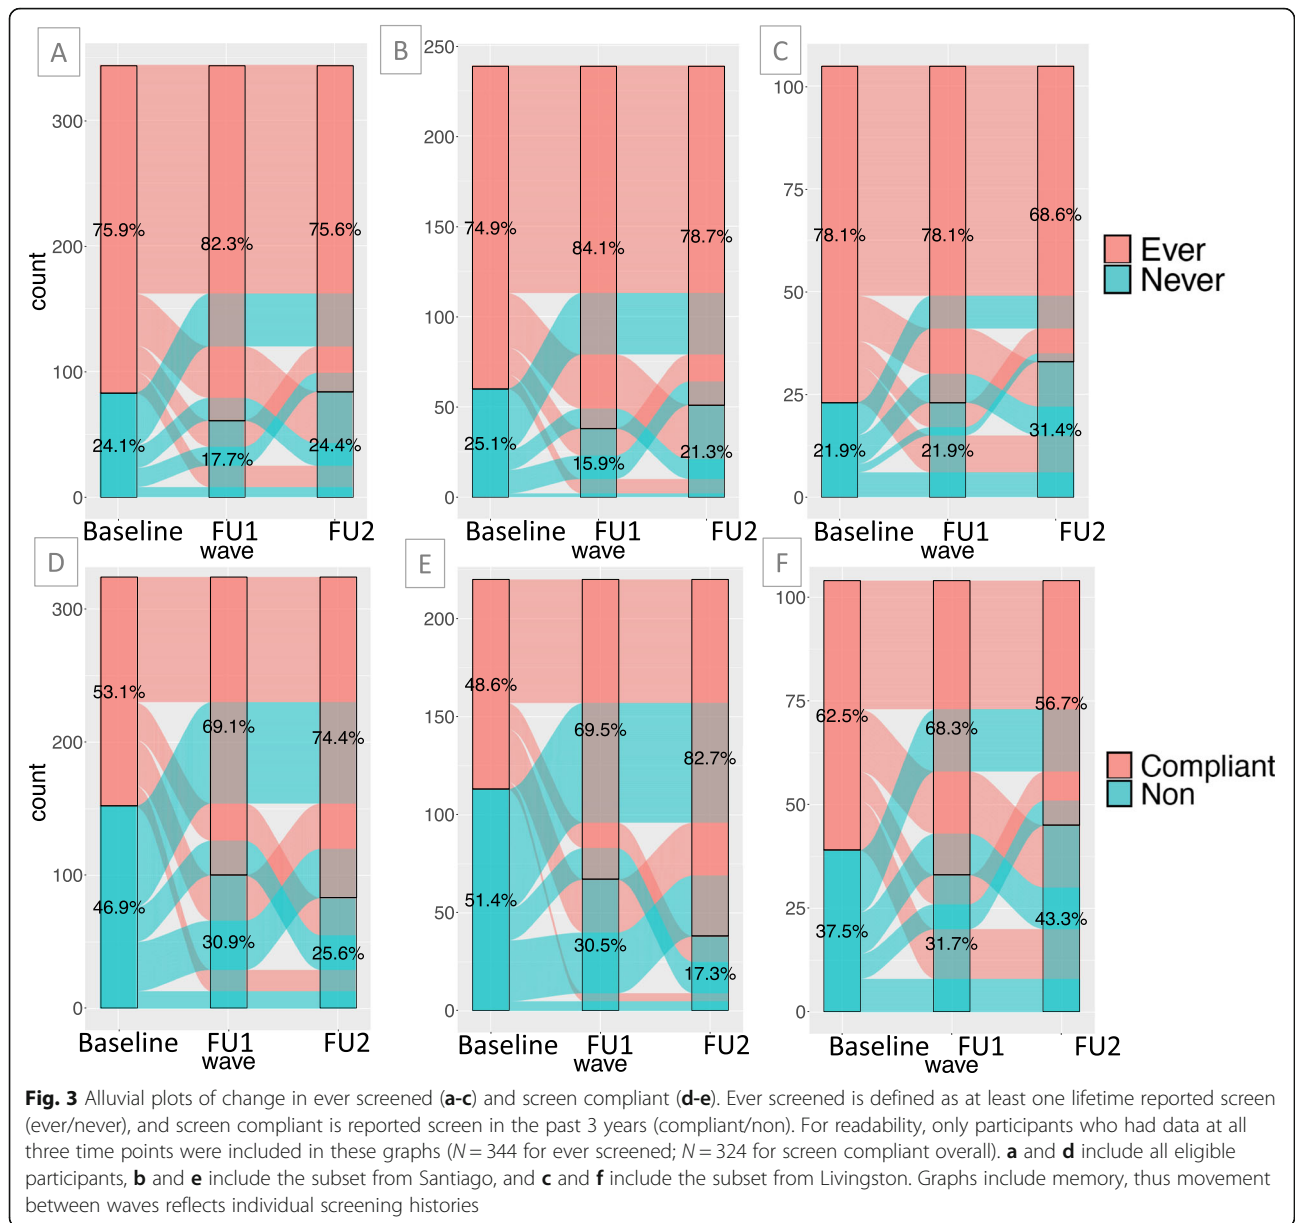 A
B
C
count
300
200
100
0
75.9%
82.3%
75.6%
24.1%
17.7%
24.4%
Baseline FU1 FU2
wave
250
200
150
100
50
0
74.9%
84.1%
78.7%
25.1%
15.9%
21.3%
Baseline FU1 FU2
wave
100
75
50
25
0
78.1%
78.1%
68.6%
21.9%
21.9%
31.4%
Baseline FU1 FU2
wave
Ever
Never
D
E
F
count
300
200
100
0
53.1%
69.1%
74.4%
46.9%
30.9%
25.6%
Baseline FU1 FU2
wave
200
150
100
50
0
48.6%
69.5%
82.7%
51.4%
30.5%
17.3%
Baseline FU1 FU2
wave
100
75
50
25
0
62.5%
68.3%
56.7%
37.5%
31.7%
43.3%
Baseline FU1 FU2
wave
Compliant
Non
Fig. 3 Alluvial plots of change in ever screened (a-c) and screen compliant (d-e). Ever screened is defined as at least one lifetime reported screen
(ever/never), and screen compliant is reported screen in the past 3 years (compliant/non). For readability, only participants who had data at all
three time points were included in these graphs (N = 344 for ever screened; N = 324 for screen compliant overall). a and d include all eligible
participants, b and e include the subset from Santiago, and c and f include the subset from Livingston. Graphs include memory, thus movement
between waves reflects individual screening histories